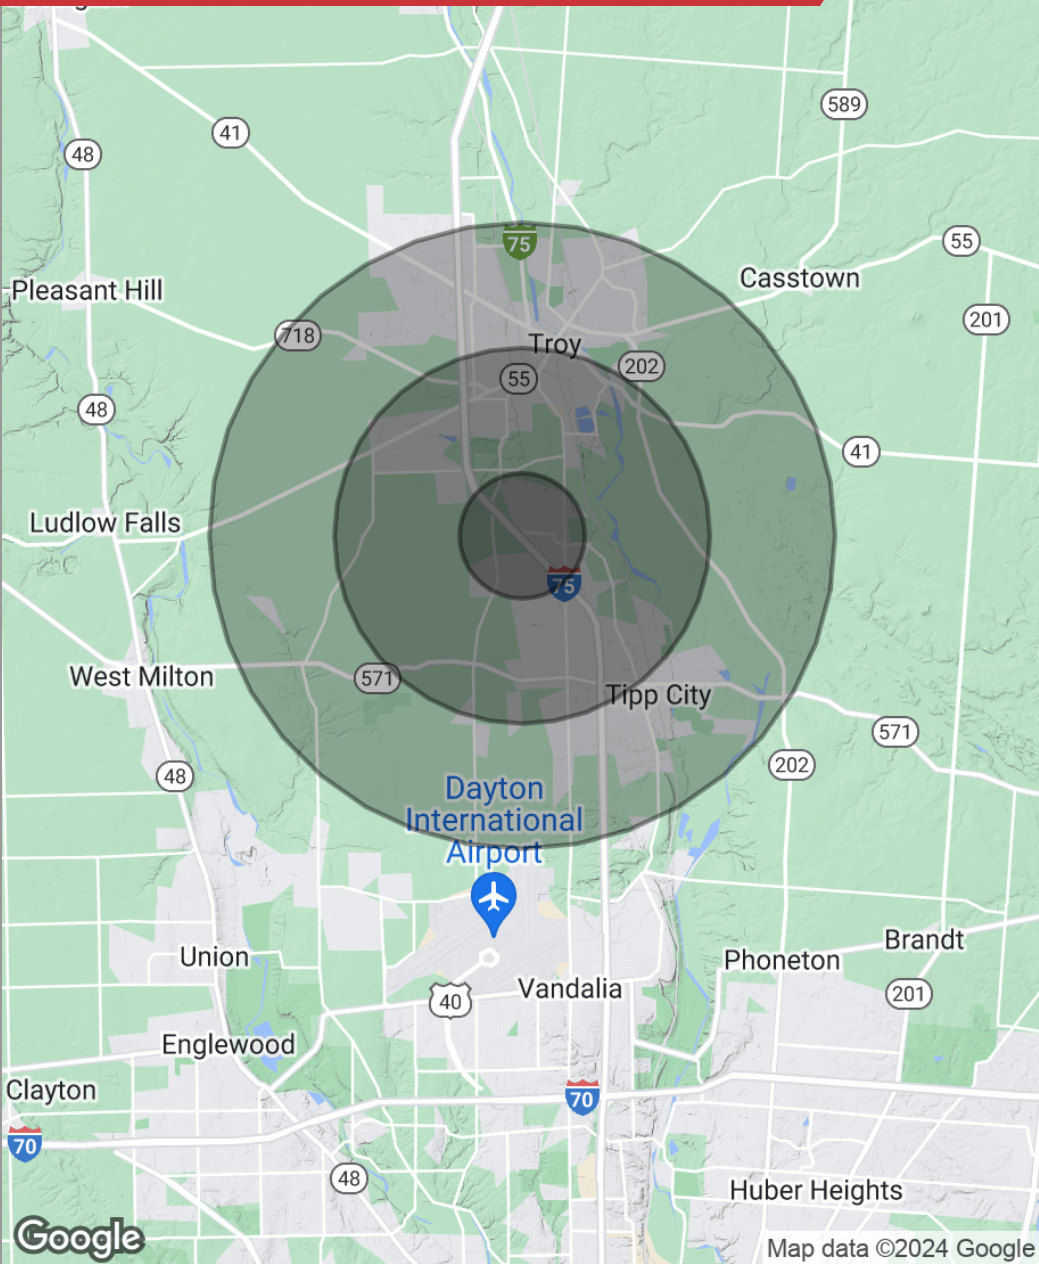 589
41
48
75
55
Casstown
Pleasant Hill
201
718
Troy
202
55
48
41
Ludlow Falls
75
West Milton
571
Tipp City
571
202
48
Dayton
International
Airport
Brandt
Union
Phoneton
Vandalia
201
40
Englewood
Clayton
70
70
48
Huber Heights
Google
Map data ©2024 Google